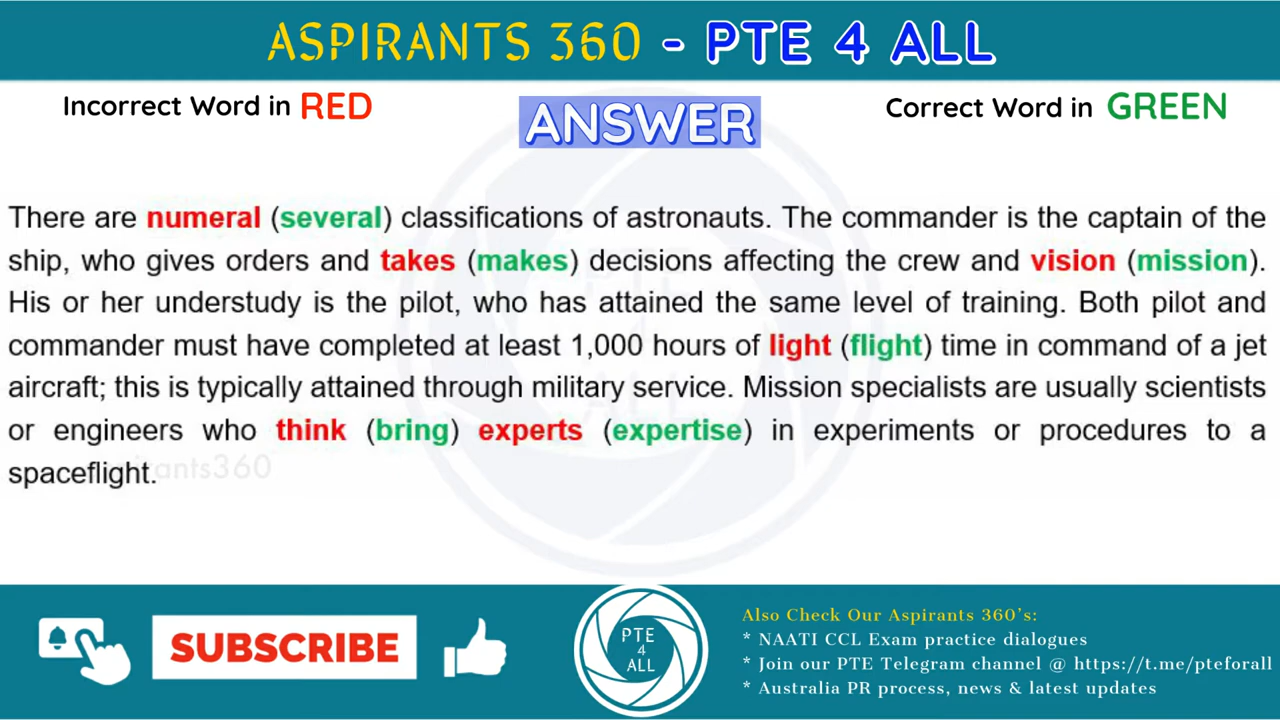 ASPIRANTS 360 - PTE 4 ALL
Incorrect Word in RED
ANSWER
Correct Word in GREEN
There are numeral (several) classifications of astronauts. The commander is the captain of the
ship, who gives orders and takes (makes) decisions affecting the crew and vision (mission).
His or her understudy is the pilot, who has attained the same level of training. Both pilot and
commander must have completed at least 1,000 hours of light (flight) time in command of a jet
aircraft; this is typically attained through military service. Mission specialists are usually scientists
or engineers who think (bring) experts (expertise) in experiments or procedures to a
spaceflight.
SUBSCRIBE
PTE
4
ALL
Also Check Our Aspirants 360's:
* NAATI CCL Exam practice dialogues
* Join our PTE Telegram channel @ https://t.me/pteforall
* Australia PR process, news & latest updates